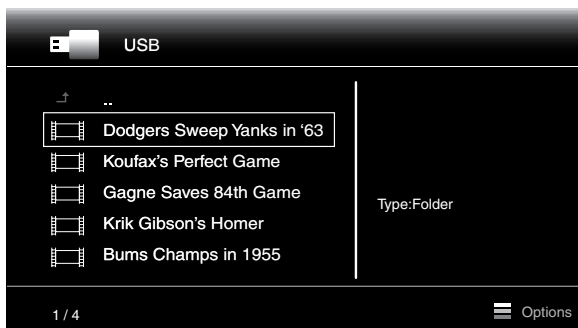 USB
..
Dodgers Sweep Yanks in ‘63
Koufax's Perfect Game
Gagne Saves 84th Game
Krik Gibson's Homer
Bums Champs in 1955
Type:Folder
1 / 4
Options